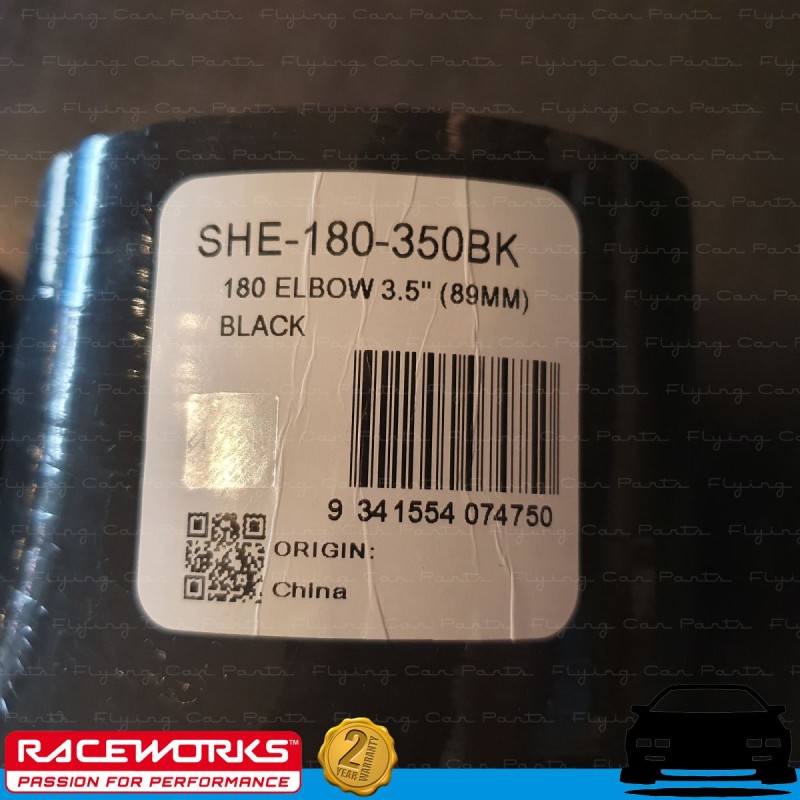 Flying Car Parts
SHE-180-350BK
180 ELBOW 3.5" (89MM)
BLACK
9 341554 074750
ORIGIN:
China
RACEWORKS™
PASSION FOR PERFORMANCE
2
YEAR WARRANTY